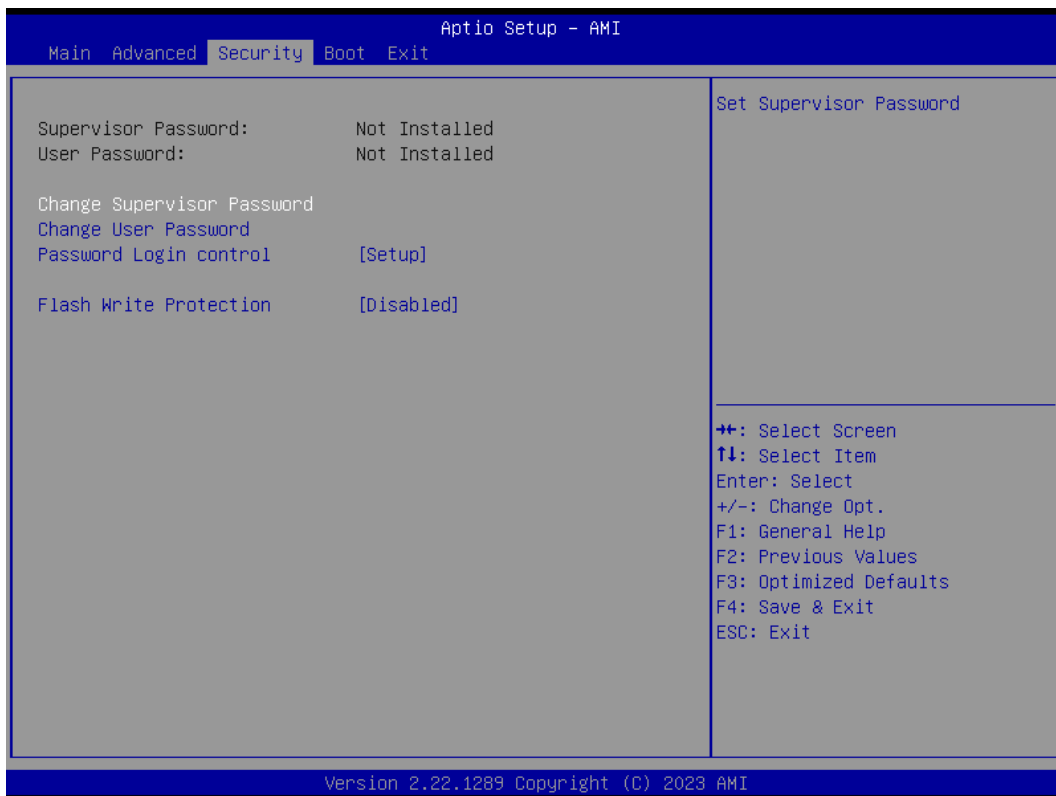 Aptio Setup – AMI
Main Advanced Security Boot Exit
Supervisor Password: Not Installed
User Password: Not Installed
Change Supervisor Password
Change User Password
Password Login control [Setup]
Flash Write Protection [Disabled]
Set Supervisor Password
→←: Select Screen
↑↓: Select Item
Enter: Select
+/-: Change Opt.
F1: General Help
F2: Previous Values
F3: Optimized Defaults
F4: Save & Exit
ESC: Exit
Version 2.22.1289 Copyright (C) 2023 AMI